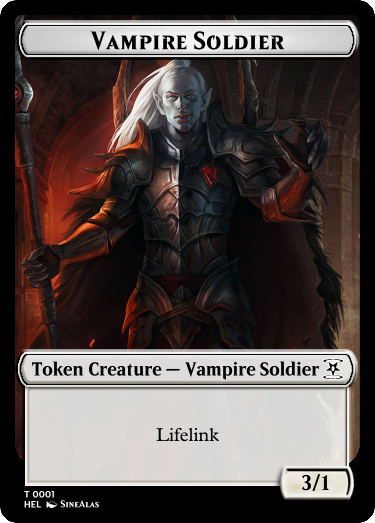 Vampire Soldier
Token Creature — Vampire Soldier
Lifelink
3/1
T 0001
HEL SineAlas